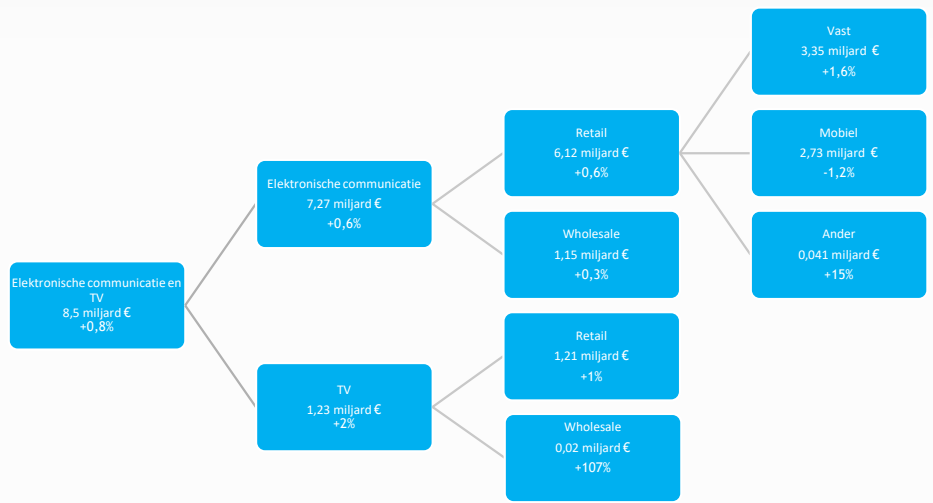 Elektronische communicatie en
TV
8,5 miljard €
+0,8%
Elektronische communicatie
7,27 miljard €
+0,6%
TV
1,23 miljard €
+2%
Retail
6,12 miljard €
+0,6%
Wholesale
1,15 miljard €
+0,3%
Retail
1,21 miljard €
+1%
Wholesale
0,02 miljard €
+107%
Vast
3,35 miljard €
+1,6%
Mobiel
2,73 miljard €
-1,2%
Ander
0,041 miljard €
+15%